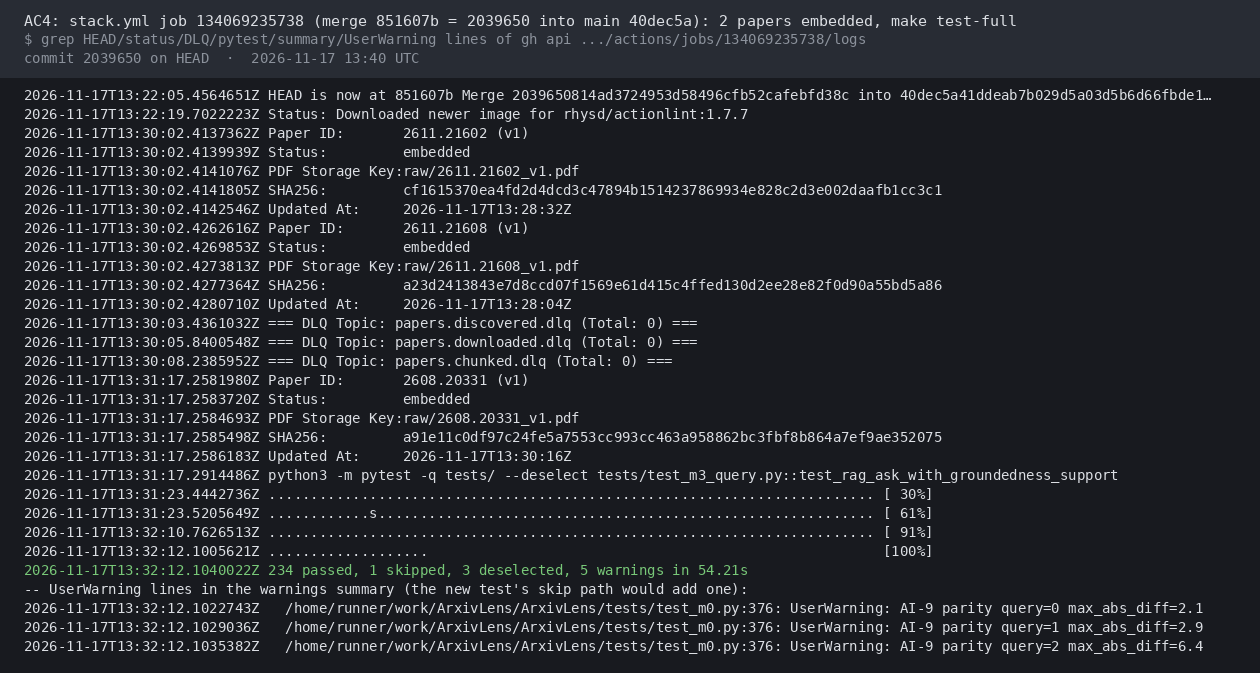 AC4: stack.yml job 134069235738 (merge 851607b = 2039650 into main 40dec5a): 2 papers embedded, make test-full
$ grep HEAD/status/DLQ/pytest/summary/UserWarning lines of gh api .../actions/jobs/134069235738/logs
commit 2039650 on HEAD · 2026-11-17 13:40 UTC
2026-11-17T13:22:05.4564651Z HEAD is now at 851607b Merge 2039650814ad3724953d58496cfb52cafebfd38c into 40dec5a41ddeab7b029d5a03d5b6d66fbde1…
2026-11-17T13:22:19.7022223Z Status: Downloaded newer image for rhysd/actionlint:1.7.7
2026-11-17T13:30:02.4137362Z Paper ID: 2611.21602 (v1)
2026-11-17T13:30:02.4139939Z Status: embedded
2026-11-17T13:30:02.4141076Z PDF Storage Key:raw/2611.21602_v1.pdf
2026-11-17T13:30:02.4141805Z SHA256: cf1615370ea4fd2d4dcd3c47894b1514237869934e828c2d3e002daafb1cc3c1
2026-11-17T13:30:02.4142546Z Updated At: 2026-11-17T13:28:32Z
2026-11-17T13:30:02.4262616Z Paper ID: 2611.21608 (v1)
2026-11-17T13:30:02.4269853Z Status: embedded
2026-11-17T13:30:02.4273813Z PDF Storage Key:raw/2611.21608_v1.pdf
2026-11-17T13:30:02.4277364Z SHA256: a23d2413843e7d8ccd07f1569e61d415c4ffed130d2ee28e82f0d90a55bd5a86
2026-11-17T13:30:02.4280710Z Updated At: 2026-11-17T13:28:04Z
2026-11-17T13:30:03.4361032Z === DLQ Topic: papers.discovered.dlq (Total: 0) ===
2026-11-17T13:30:05.8400548Z === DLQ Topic: papers.downloaded.dlq (Total: 0) ===
2026-11-17T13:30:08.2385952Z === DLQ Topic: papers.chunked.dlq (Total: 0) ===
2026-11-17T13:31:17.2581980Z Paper ID: 2608.20331 (v1)
2026-11-17T13:31:17.2583720Z Status: embedded
2026-11-17T13:31:17.2584693Z PDF Storage Key:raw/2608.20331_v1.pdf
2026-11-17T13:31:17.2585498Z SHA256: a91e11c0df97c24fe5a7553cc993cc463a958862bc3fbf8b864a7ef9ae352075
2026-11-17T13:31:17.2586183Z Updated At: 2026-11-17T13:30:16Z
2026-11-17T13:31:17.2914486Z python3 -m pytest -q tests/ --deselect tests/test_m3_query.py::test_rag_ask_with_groundedness_support
2026-11-17T13:31:23.4442736Z ........................................................................ [ 30%]
2026-11-17T13:31:23.5205649Z ............s........................................................... [ 61%]
2026-11-17T13:32:10.7626513Z ........................................................................ [ 91%]
2026-11-17T13:32:12.1005621Z ................... [100%]
2026-11-17T13:32:12.1040022Z 234 passed, 1 skipped, 3 deselected, 5 warnings in 54.21s
-- UserWarning lines in the warnings summary (the new test's skip path would add one):
2026-11-17T13:32:12.1022743Z /home/runner/work/ArxivLens/ArxivLens/tests/test_m0.py:376: UserWarning: AI-9 parity query=0 max_abs_diff=2.1
2026-11-17T13:32:12.1029036Z /home/runner/work/ArxivLens/ArxivLens/tests/test_m0.py:376: UserWarning: AI-9 parity query=1 max_abs_diff=2.9
2026-11-17T13:32:12.1035382Z /home/runner/work/ArxivLens/ArxivLens/tests/test_m0.py:376: UserWarning: AI-9 parity query=2 max_abs_diff=6.4